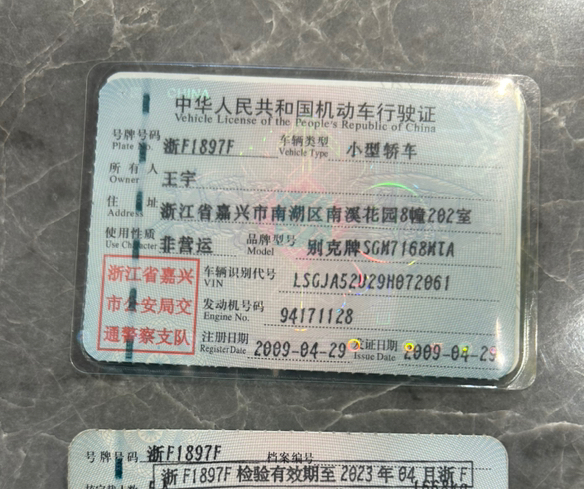 CHINA
中华人民共和国机动车行驶证
Vehicle License of the People's Republic of China
号牌号码 浙F1897F 车辆类型 小型轿车
Plate No. Vehicle Type
所有人 王宇
Owner
住址 浙江省嘉兴市南湖区南溪花园8幢202室
Address
使用性质 非营运 品牌型号 别克牌SGM7168MTA
Use Character Model
浙江省嘉兴
市公安局交
通警察支队
车辆识别代号 LSGJA52U29H072061
VIN
发动机号码 94171128
Engine No.
注册日期 2009-04-29 发证日期 2009-04-29
Register Date Issue Date
号牌号码 浙F1897F 档案编号
浙F1897F 检验有效期至 2023年04月浙F